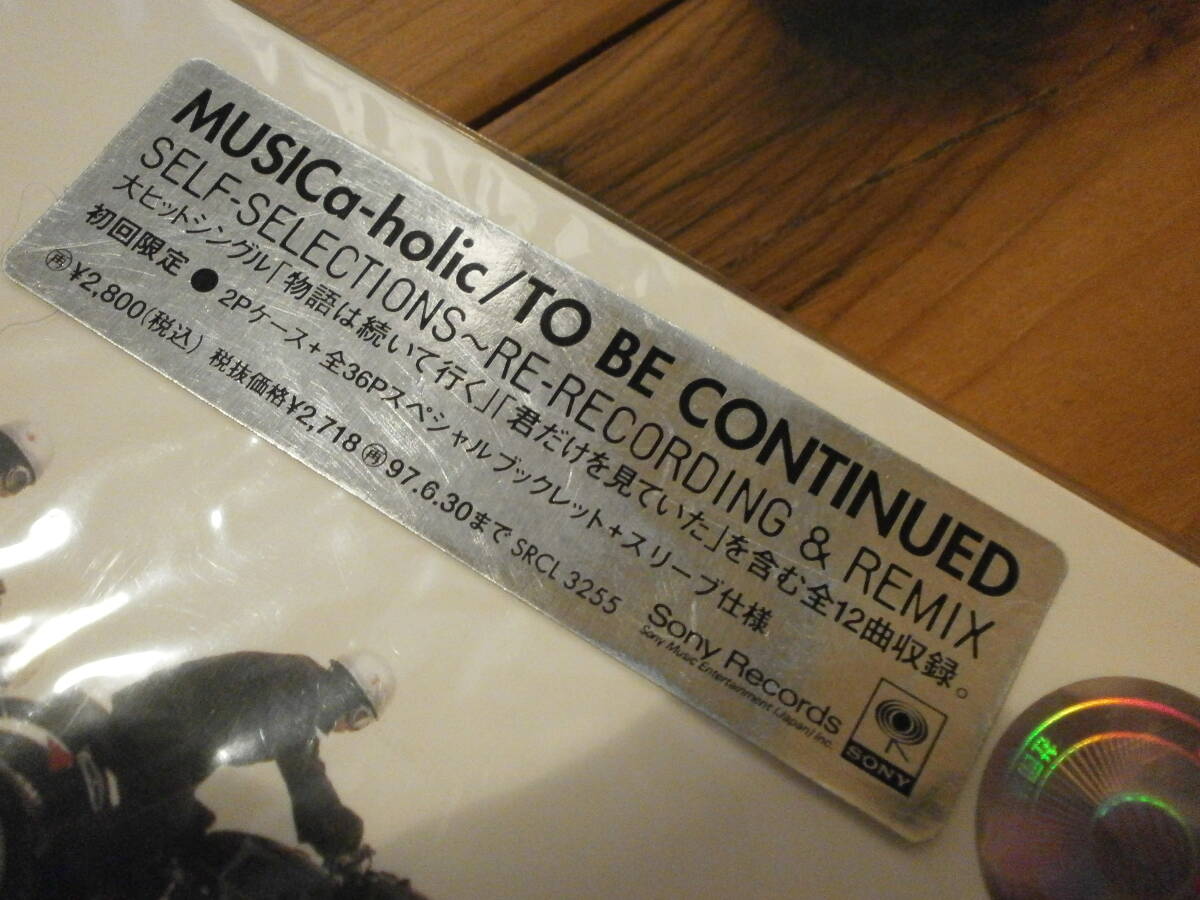 MUSICa-holic/TO BE CONTINUED
SELF-SELECTIONS~RE-RECORDING & REMIX
大ヒットシングル「物語は続いて行く」「君だけを見ていた」を含む全12曲収録。
初回限定 ● 2Pケース+全36Pスペシャルブックレット+スリーブ仕様
㊢¥2,800(税込) 税抜価格¥2,718 再97.6.30まで SRCL 3255
Sony Records
Sony Music Entertainment (Japan) Inc.
SONY